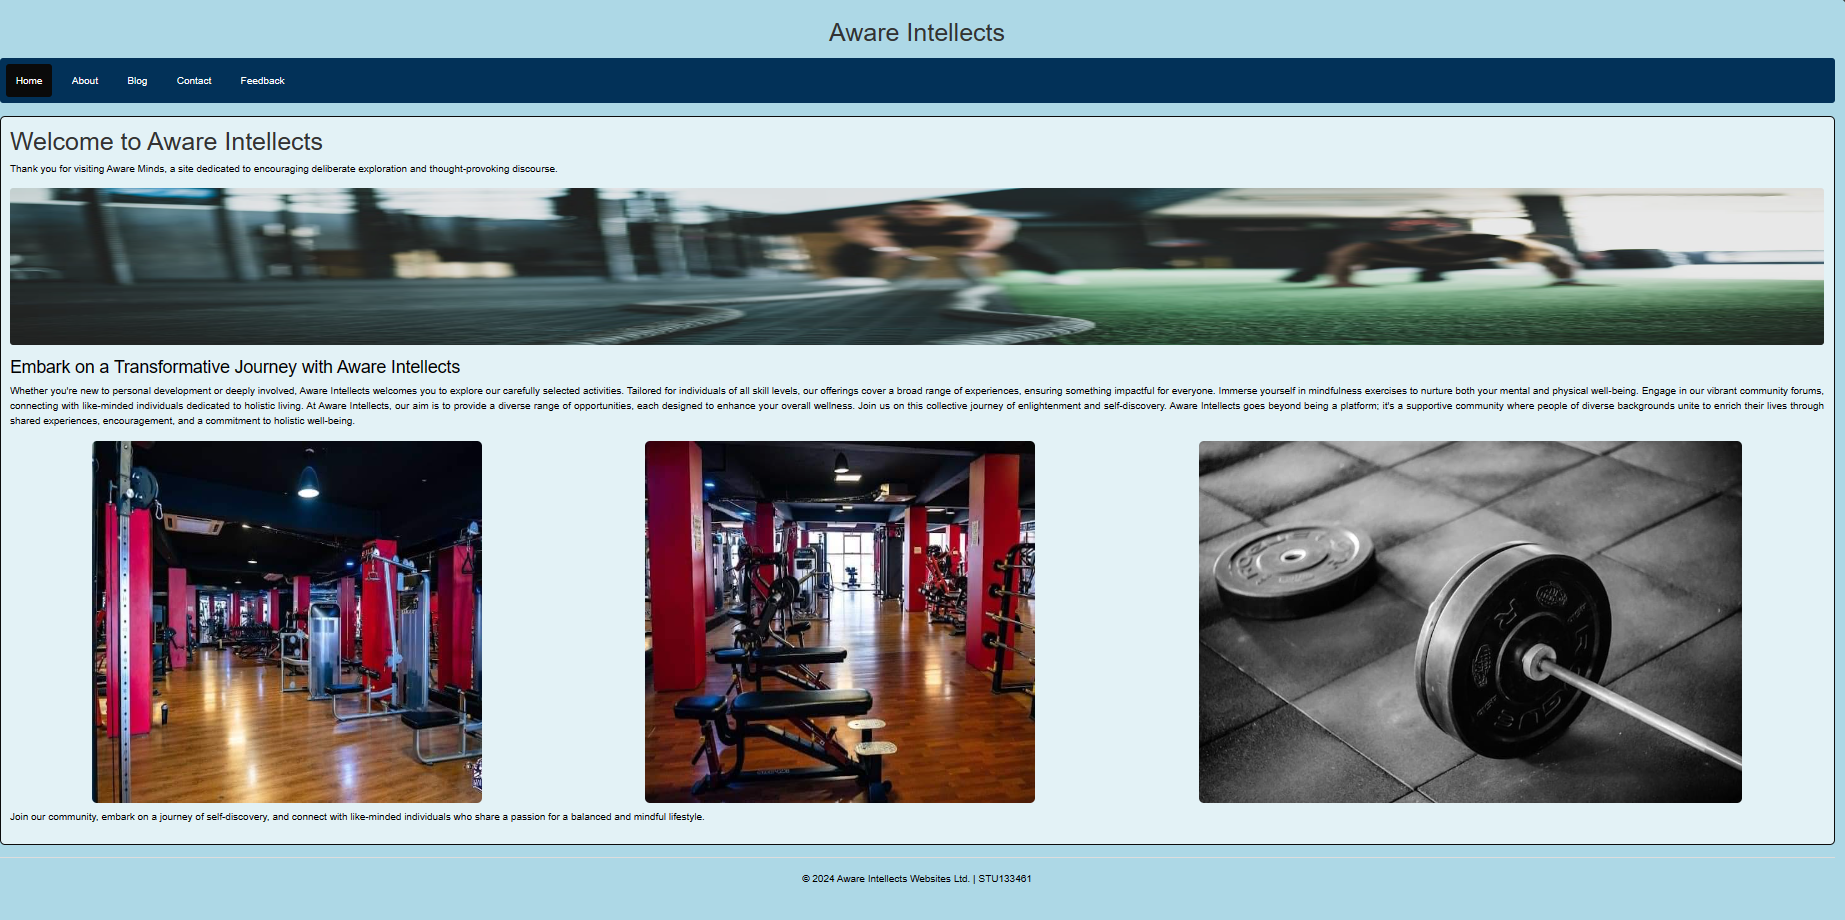 Aware Intellects
Home About Blog Contact Feedback
Welcome to Aware Intellects
Thank you for visiting Aware Minds, a site dedicated to encouraging deliberate exploration and thought-provoking discourse.
Embark on a Transformative Journey with Aware Intellects
Whether you're new to personal development or deeply involved, Aware Intellects welcomes you to explore our carefully selected activities. Tailored for individuals of all skill levels, our offerings cover a broad range of experiences, ensuring something impactful for everyone. Immerse yourself in mindfulness exercises to nurture both your mental and physical well-being. Engage in our vibrant community forums,
connecting with like-minded individuals dedicated to holistic living. At Aware Intellects, our aim is to provide a diverse range of opportunities, each designed to enhance your overall wellness. Join us on this collective journey of enlightenment and self-discovery. Aware Intellects goes beyond being a platform; it's a supportive community where people of diverse backgrounds unite to enrich their lives through
shared experiences, encouragement, and a commitment to holistic well-being.
Join our community, embark on a journey of self-discovery, and connect with like-minded individuals who share a passion for a balanced and mindful lifestyle.
© 2024 Aware Intellects Websites Ltd. | STU133461